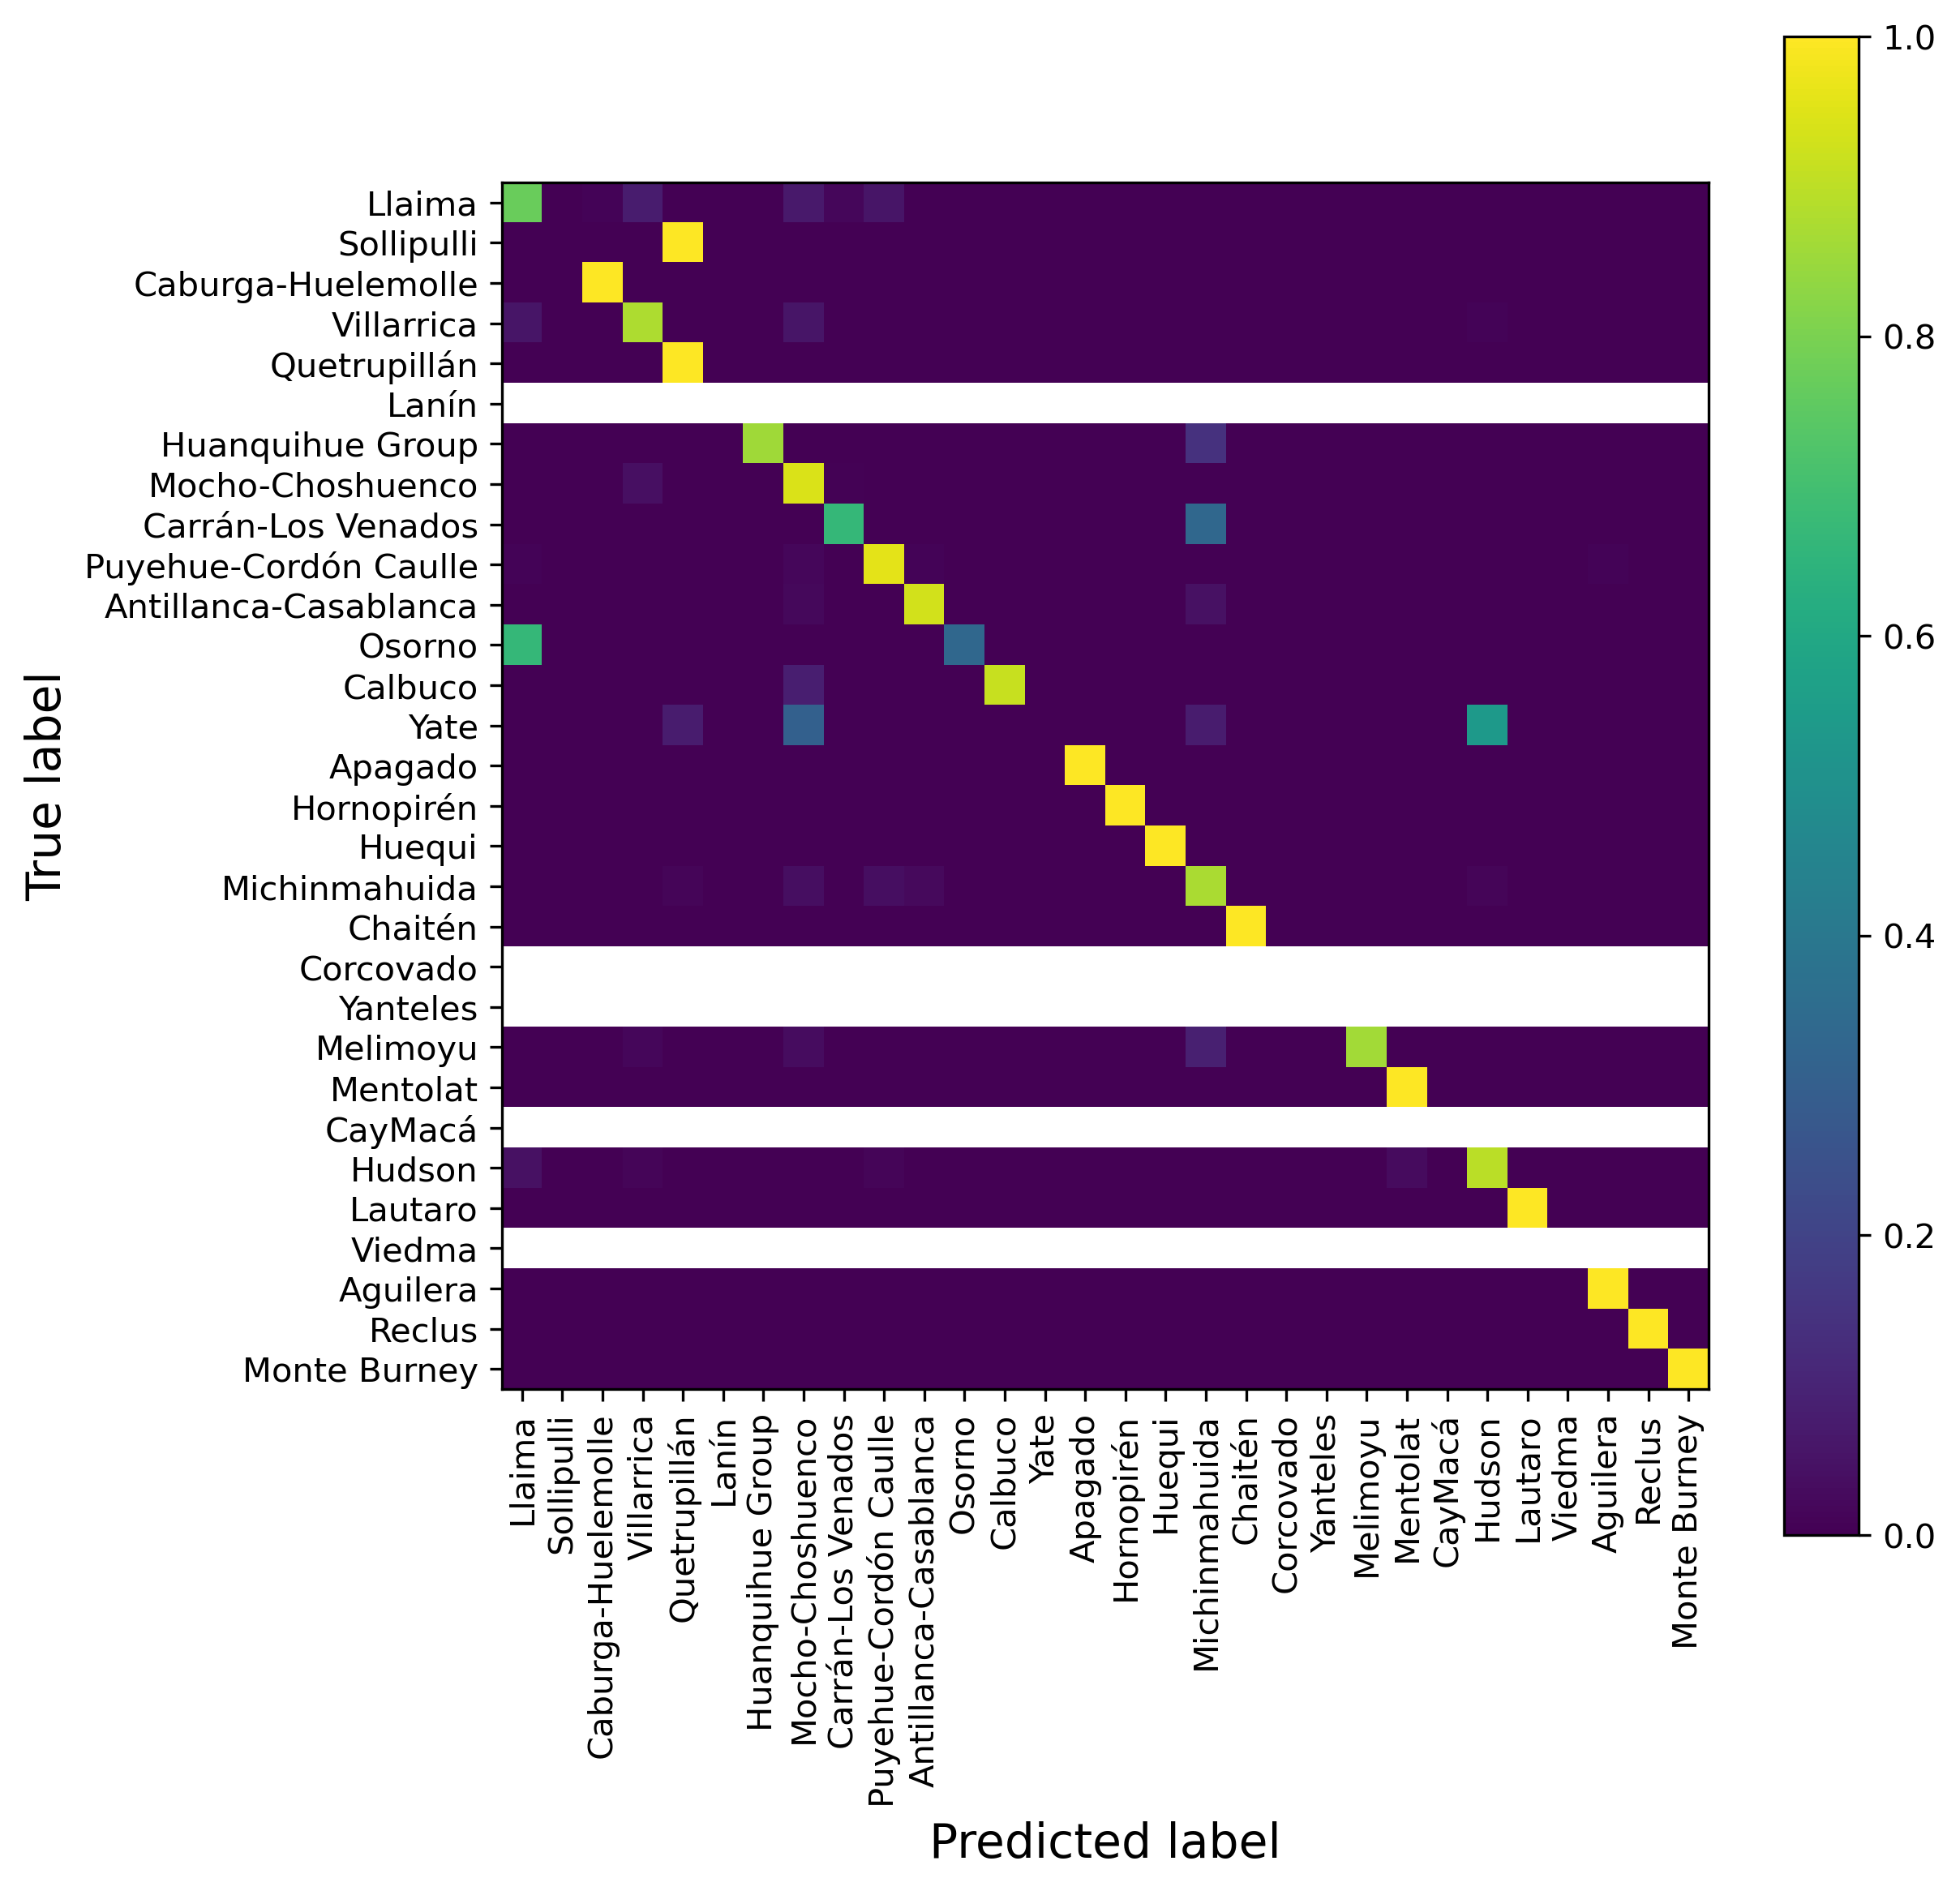 True label
Llaima
Sollipulli
Caburga-Huelemolle
Villarrica
Quetrupillán
Lanín
Huanquihue Group
Mocho-Choshuenco
Carrán-Los Venados
Puyehue-Cordón Caulle
Antillanca-Casablanca
Osorno
Calbuco
Yate
Apagado
Hornopirén
Huequi
Michinmahuida
Chaitén
Corcovado
Yanteles
Melimoyu
Mentolat
CayMacá
Hudson
Lautaro
Viedma
Aguilera
Reclus
Monte Burney
Llaima
Sollipulli
Caburga-Huelemolle
Villarrica
Quetrupillán
Lanín
Huanquihue Group
Mocho-Choshuenco
Carrán-Los Venados
Puyehue-Cordón Caulle
Antillanca-Casablanca
Osorno
Calbuco
Yate
Apagado
Hornopirén
Huequi
Michinmahuida
Chaitén
Corcovado
Yanteles
Melimoyu
Mentolat
CayMacá
Hudson
Lautaro
Viedma
Aguilera
Reclus
Monte Burney
Predicted label
1.0
0.8
0.6
0.4
0.2
0.0